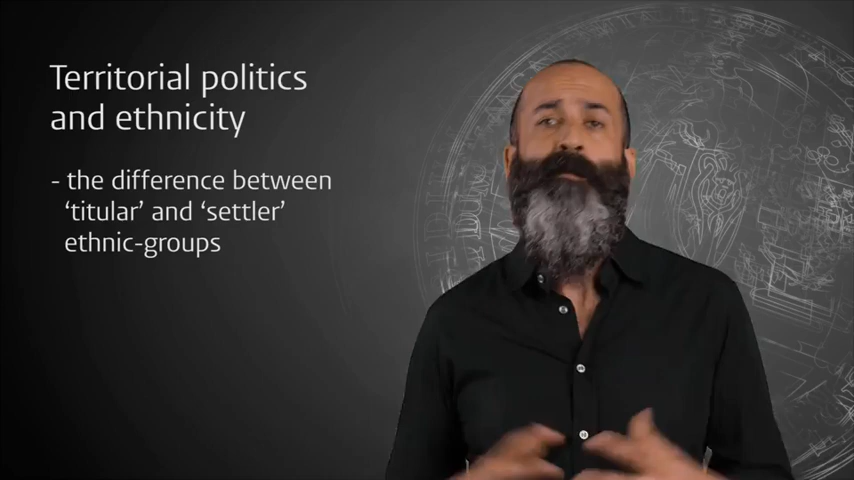 Territorial politics
and ethnicity
- the difference between
‘titular’ and ‘settler’
ethnic-groups